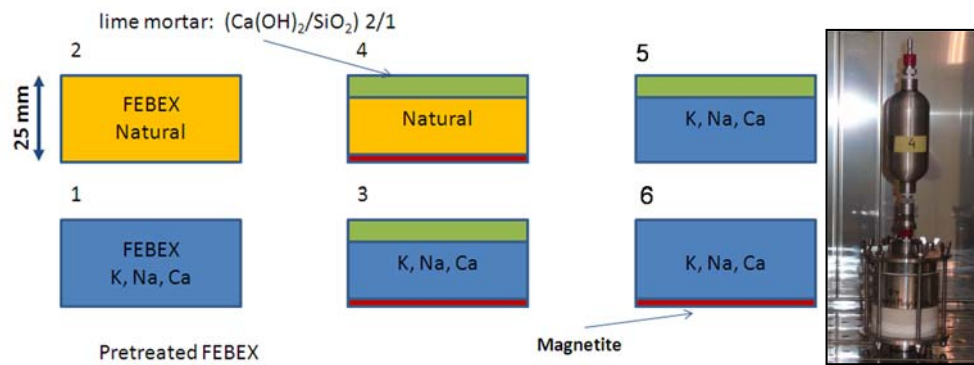 lime mortar: (Ca(OH)₂/SiO₂) 2/1
2
4
5
25 mm
FEBEX
Natural
Natural
K, Na, Ca
4
1
3
6
FEBEX
K, Na, Ca
K, Na, Ca
K, Na, Ca
Magnetite
Pretreated FEBEX